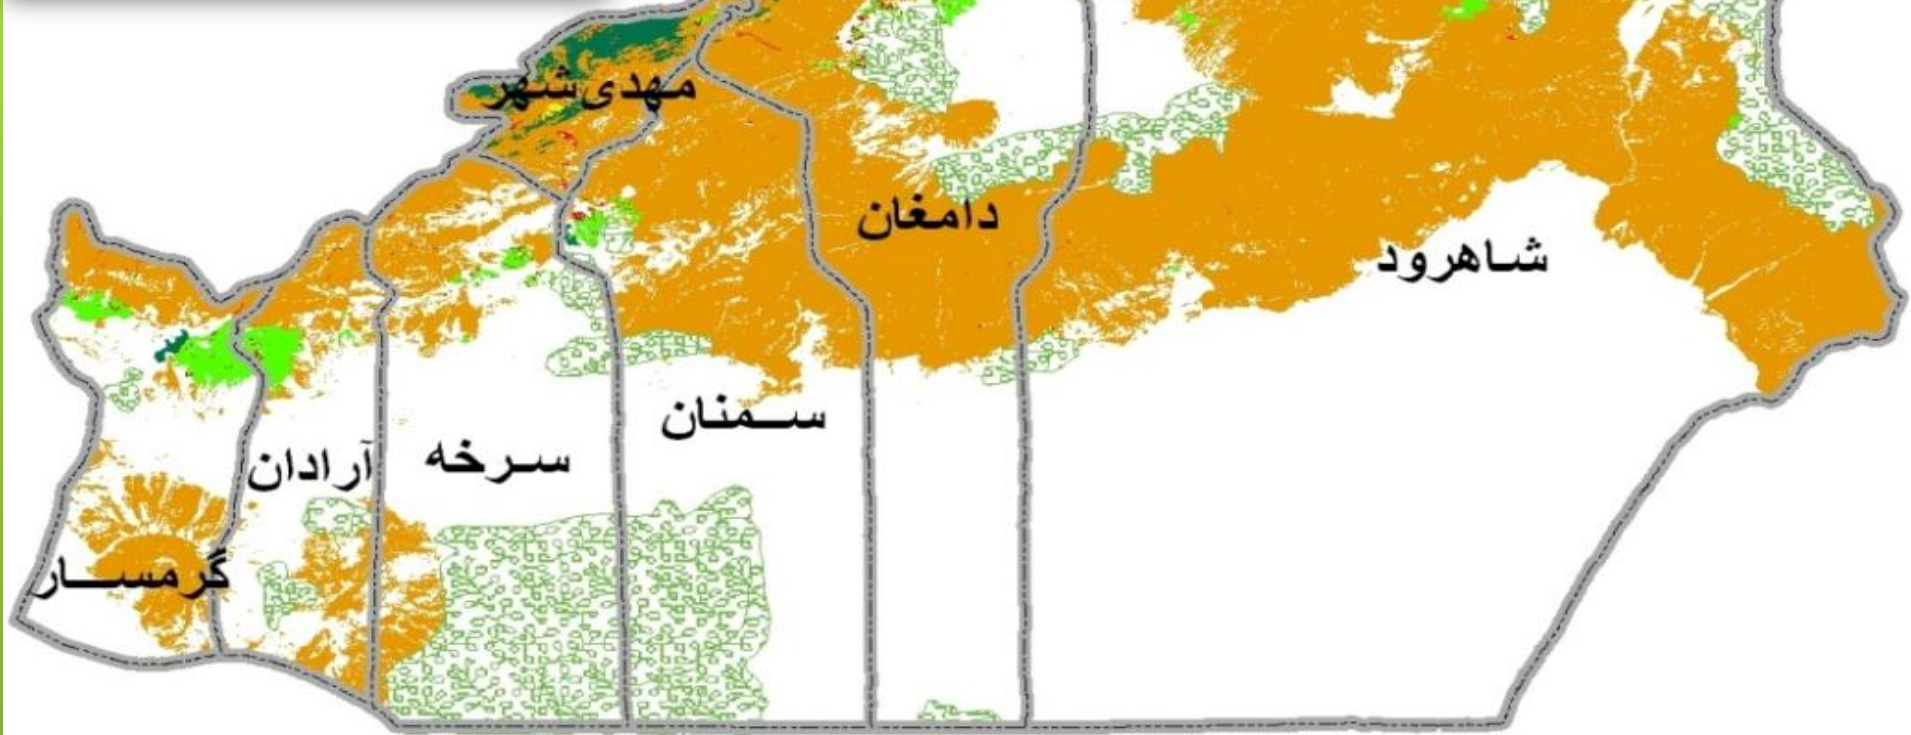 مهدی‌شهر
دامغان
شاهرود
سمنان
سرخه
آرادان
گرمسار